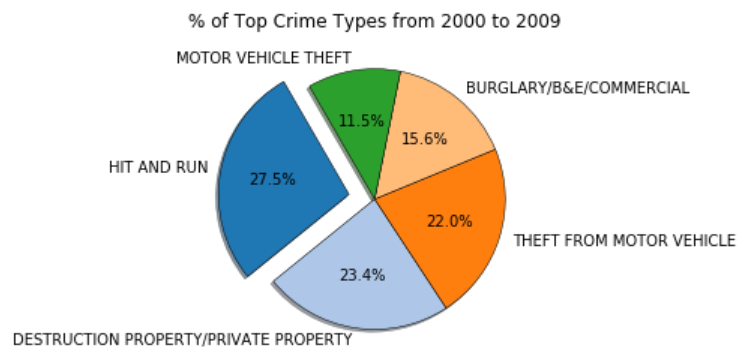 % of Top Crime Types from 2000 to 2009
MOTOR VEHICLE THEFT
BURGLARY/B&E/COMMERCIAL
11.5%
15.6%
HIT AND RUN
27.5%
22.0%
THEFT FROM MOTOR VEHICLE
23.4%
DESTRUCTION PROPERTY/PRIVATE PROPERTY